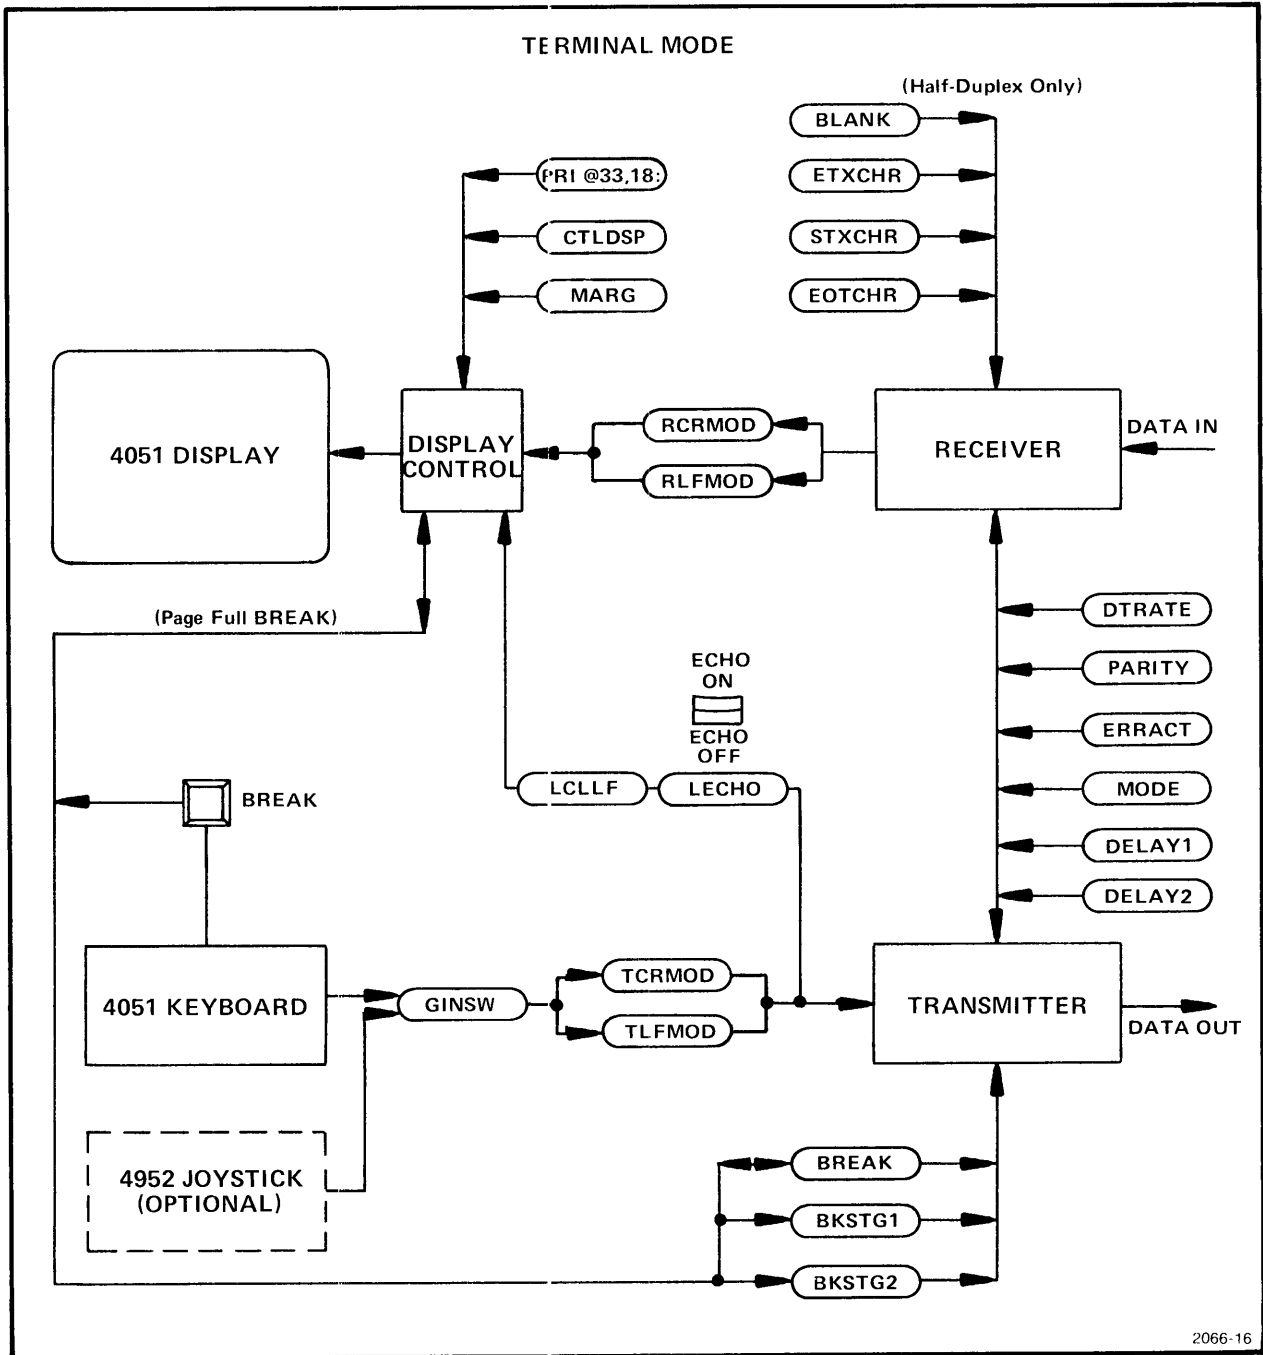 TERMINAL MODE
(Half-Duplex Only)
BLANK
PRI @33,18:
ETXCHR
CTLDSP
STXCHR
MARG
EOTCHR
4051 DISPLAY
DISPLAY
CONTROL
RCRMOD
RLFMOD
RECEIVER
DATA IN
(Page Full BREAK)
DTRATE
ECHO
ON
ECHO
OFF
PARITY
ERRACT
BREAK
LCLLF
LECHO
MODE
DELAY1
DELAY2
4051 KEYBOARD
GINSW
TCRMOD
TLFMOD
TRANSMITTER
DATA OUT
4952 JOYSTICK
(OPTIONAL)
BREAK
BKSTG1
BKSTG2
2066-16